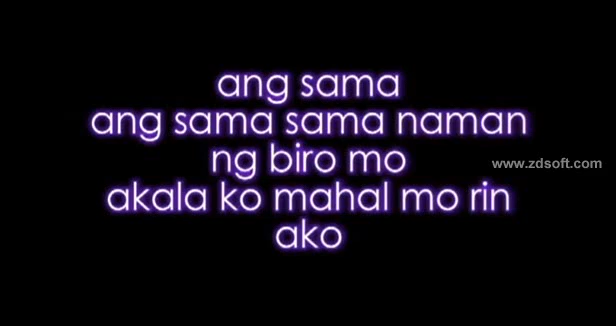 ang sama
ang sama sama naman
ng biro mo
www.zdsoft.com
akala ko mahal mo rin
ako